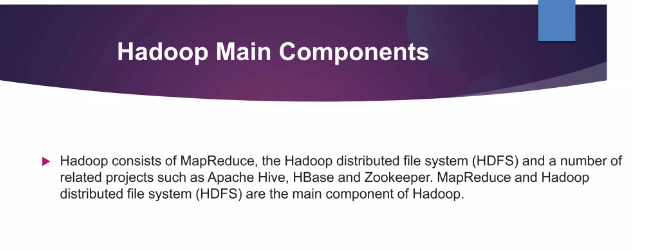 Hadoop Main Components
Hadoop consists of MapReduce, the Hadoop distributed file system (HDFS) and a number of
related projects such as Apache Hive, HBase and Zookeeper. MapReduce and Hadoop
distributed file system (HDFS) are the main component of Hadoop.